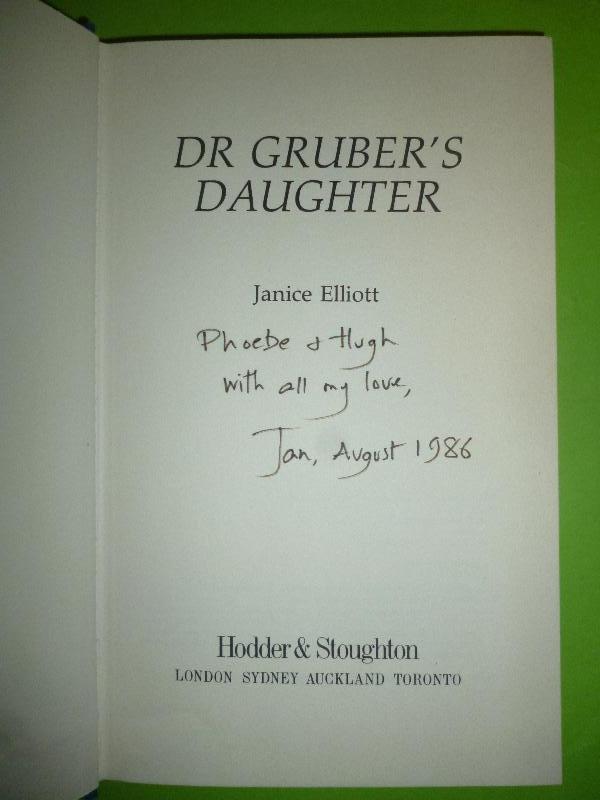 DR GRUBER'S
DAUGHTER
Janice Elliott
Phoebe & Hugh
with all my love,
Jan, August 1986
Hodder & Stoughton
LONDON SYDNEY AUCKLAND TORONTO